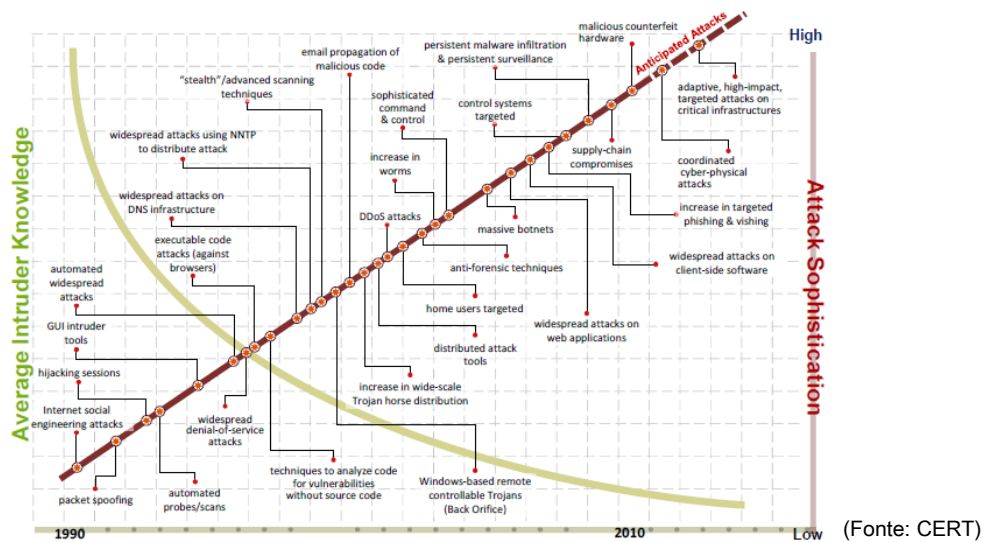 malicious counterfeit
hardware
High
Anticipated Attacks
email propagation of
malicious code
persistent malware infiltration
& persistent surveillance
"stealth"/advanced scanning
techniques
adaptive, high-impact,
targeted attacks on
critical infrastructures
sophisticated
command
& control
control systems
targeted
widespread attacks using NNTP
to distribute attack
supply-chain
compromises
coordinated
cyber-physical
attacks
increase in
worms
widespread attacks on
DNS infrastructure
DDoS attacks
increase in targeted
phishing & vishing
massive botnets
executable code
attacks (against
browsers)
widespread attacks on
client-side software
anti-forensic techniques
automated
widespread
attacks
home users targeted
GUI intruder
tools
widespread attacks on
web applications
distributed attack
tools
hijacking sessions
increase in wide-scale
Trojan horse distribution
Internet social
engineering attacks
widespread
denial-of-service
attacks
techniques to analyze code
for vulnerabilities
without source code
Windows-based remote
controllable Trojans
(Back Orifice)
packet spoofing
automated
probes/scans
Average Intruder Knowledge
Attack Sophistication
1990
2010
Low
(Fonte: CERT)